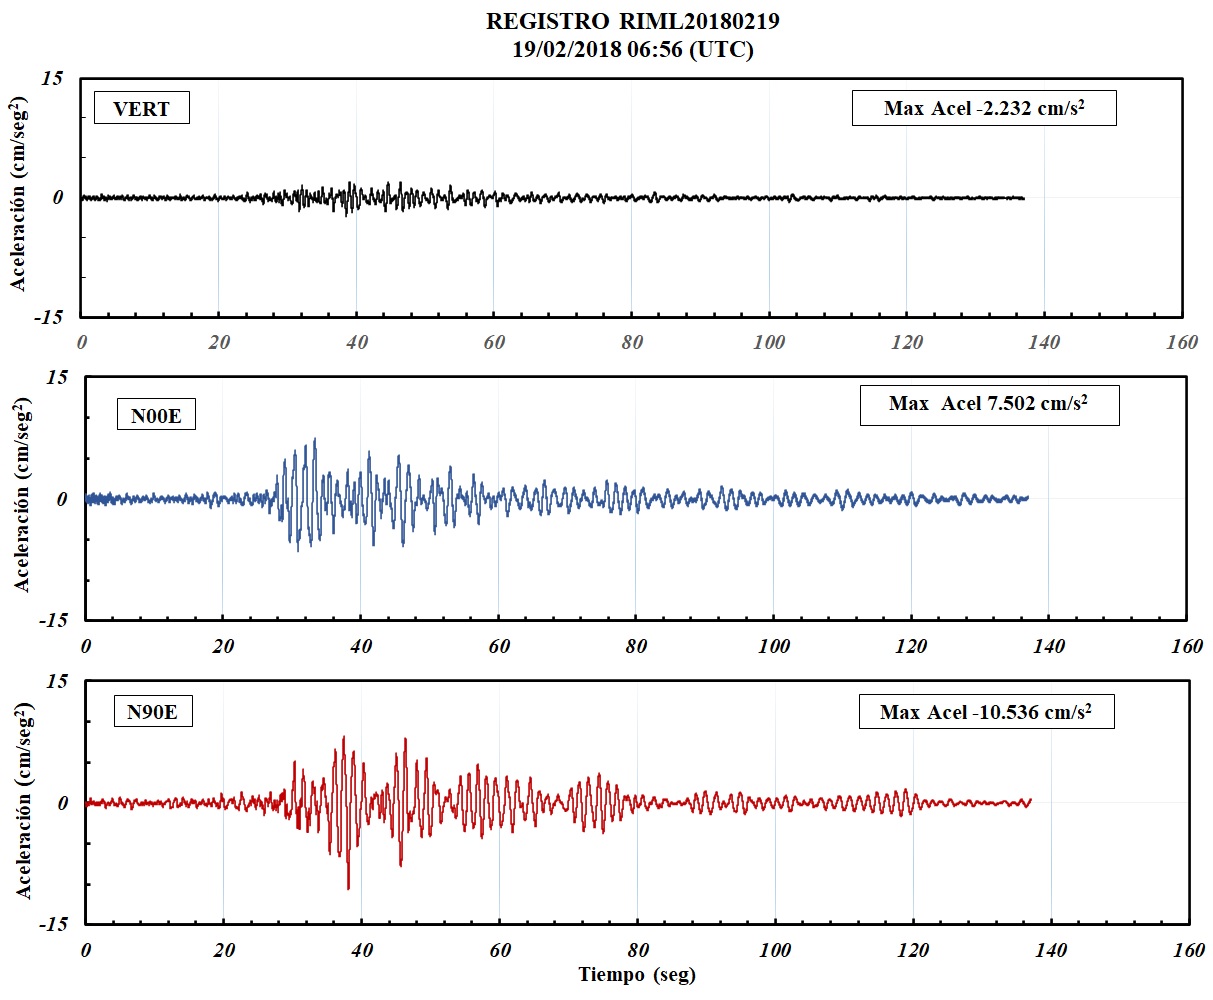 REGISTRO RIML20180219
19/02/2018 06:56 (UTC)
15
VERT
Max Acel -2.232 cm/s²
Aceleración (cm/seg²)
0
-15
0 20 40 60 80 100 120 140 160
15
N00E
Max Acel 7.502 cm/s²
Aceleración (cm/seg²)
0
-15
0 20 40 60 80 100 120 140 160
15
N90E
Max Acel -10.536 cm/s²
Aceleración (cm/seg²)
0
-15
0 20 40 60 80 100 120 140 160
Tiempo (seg)